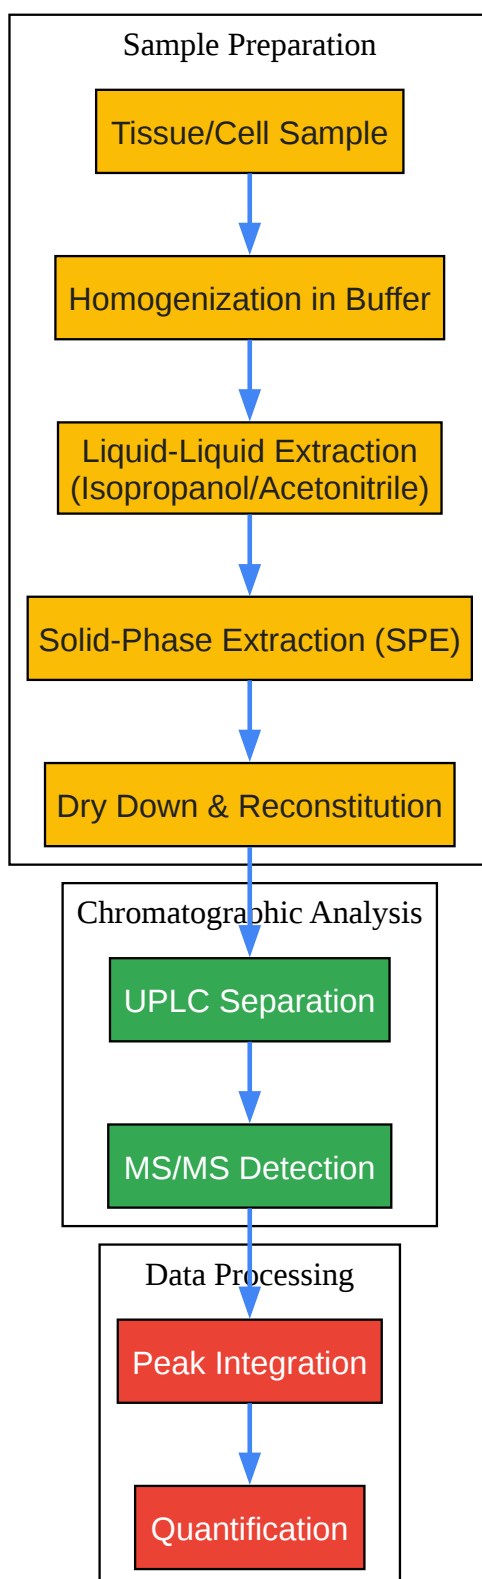 Sample Preparation
Tissue/Cell Sample
Homogenization in Buffer
Liquid-Liquid Extraction
(Isopropanol/Acetonitrile)
Solid-Phase Extraction (SPE)
Dry Down & Reconstitution
Chromatographic Analysis
UPLC Separation
MS/MS Detection
Data Processing
Peak Integration
Quantification